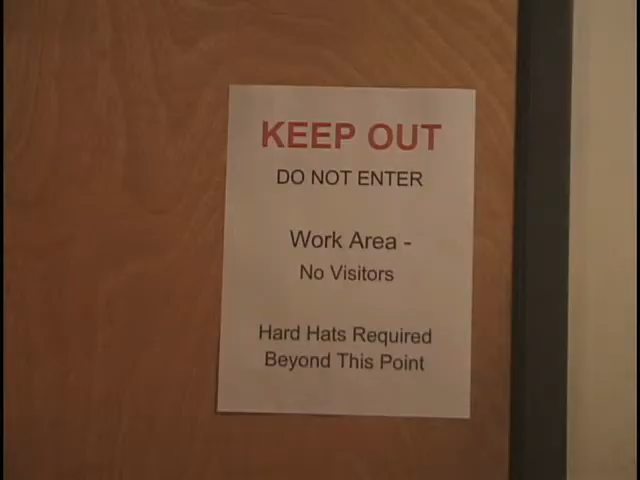 KEEP OUT
DO NOT ENTER
Work Area -
No Visitors
Hard Hats Required
Beyond This Point